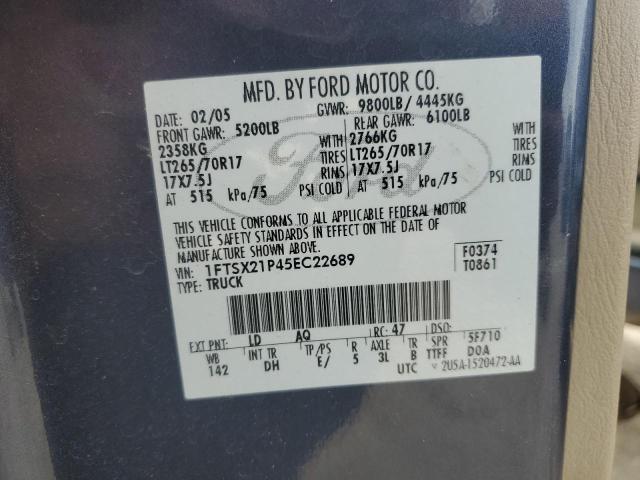 MFD. BY FORD MOTOR CO.
DATE: 02/05 GVWR: 9800LB/ 4445KG
FRONT GAWR: 5200LB REAR GAWR: 6100LB
2358KG WITH 2766KG WITH
LT265/70R17 TIRES LT265/70R17 TIRES
17X7.5J RIMS 17X7.5J RIMS
AT 515 kPa/75 PSI COLD AT 515 kPa/75 PSI COLD
Ford
THIS VEHICLE CONFORMS TO ALL APPLICABLE FEDERAL MOTOR
VEHICLE SAFETY STANDARDS IN EFFECT ON THE DATE OF
MANUFACTURE SHOWN ABOVE.
VIN: 1FTSX21P45EC22689 F0374
TYPE: TRUCK T0861
EXT PNT: LD AQ RC: 47 DSO:
WB INT TR TP/PS R AXLE TR SPR 5F710
142 DH E/ 5 3L B TTFF DOA
UTC V 2U5A-1520472-AA